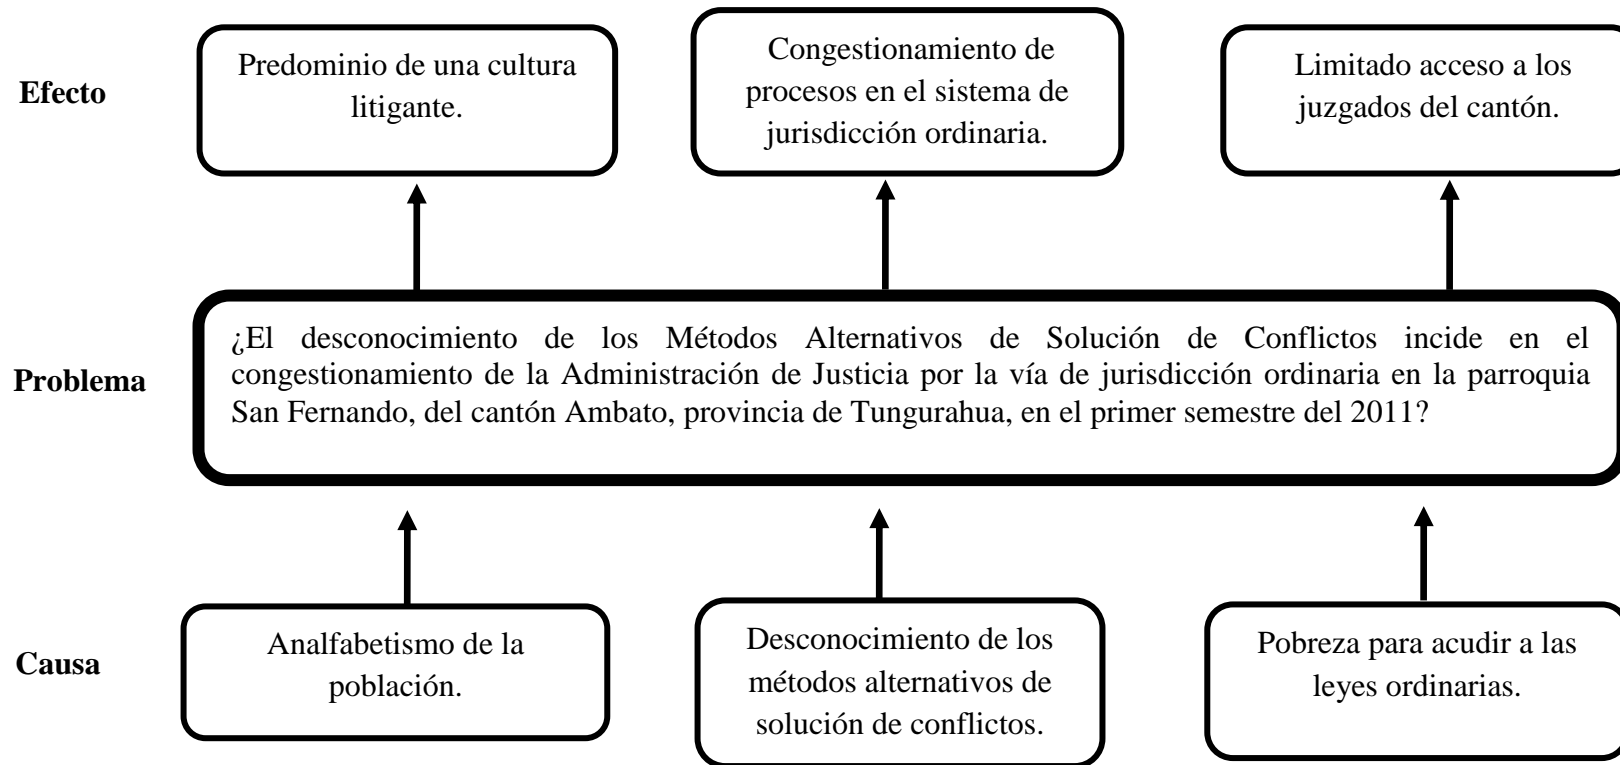 Efecto
Predominio de una cultura
litigante.
Congestionamiento de
procesos en el sistema de
jurisdicción ordinaria.
Limitado acceso a los
juzgados del cantón.
Problema
¿El desconocimiento de los Métodos Alternativos de Solución de Conflictos incide en el
congestionamiento de la Administración de Justicia por la vía de jurisdicción ordinaria en la parroquia
San Fernando, del cantón Ambato, provincia de Tungurahua, en el primer semestre del 2011?
Causa
Analfabetismo de la
población.
Desconocimiento de los
métodos alternativos de
solución de conflictos.
Pobreza para acudir a las
leyes ordinarias.